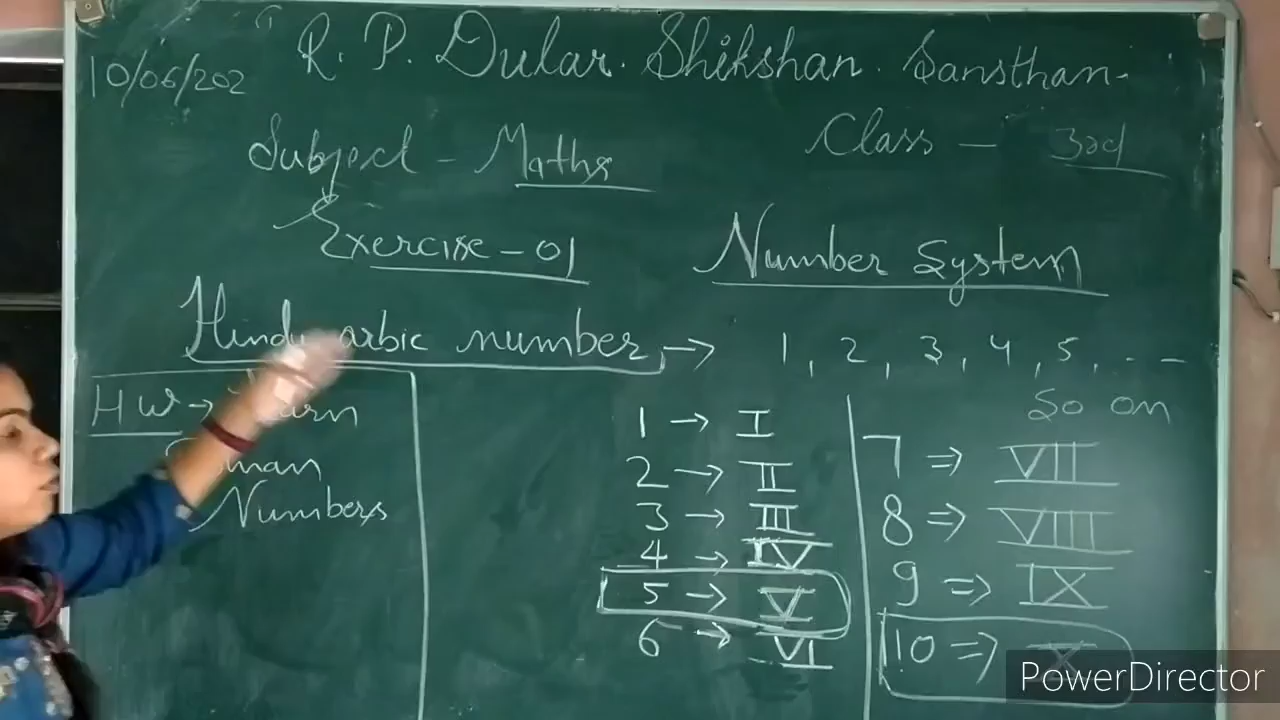 R. P. Dular. Shikshan. Sansthan.
10/06/202
Subject - Maths
Class - 3rd
Exercise - 01
Number System
Hindu arbic number, → 1, 2, 3, 4, 5, - - -
So on
HW →
Numbers
1 → I
2 → II
3 → III
4 → IV
5 → V
6 → VI
7 ⇒ VII
8 ⇒ VIII
9 ⇒ IX
10 ⇒ X
PowerDirector